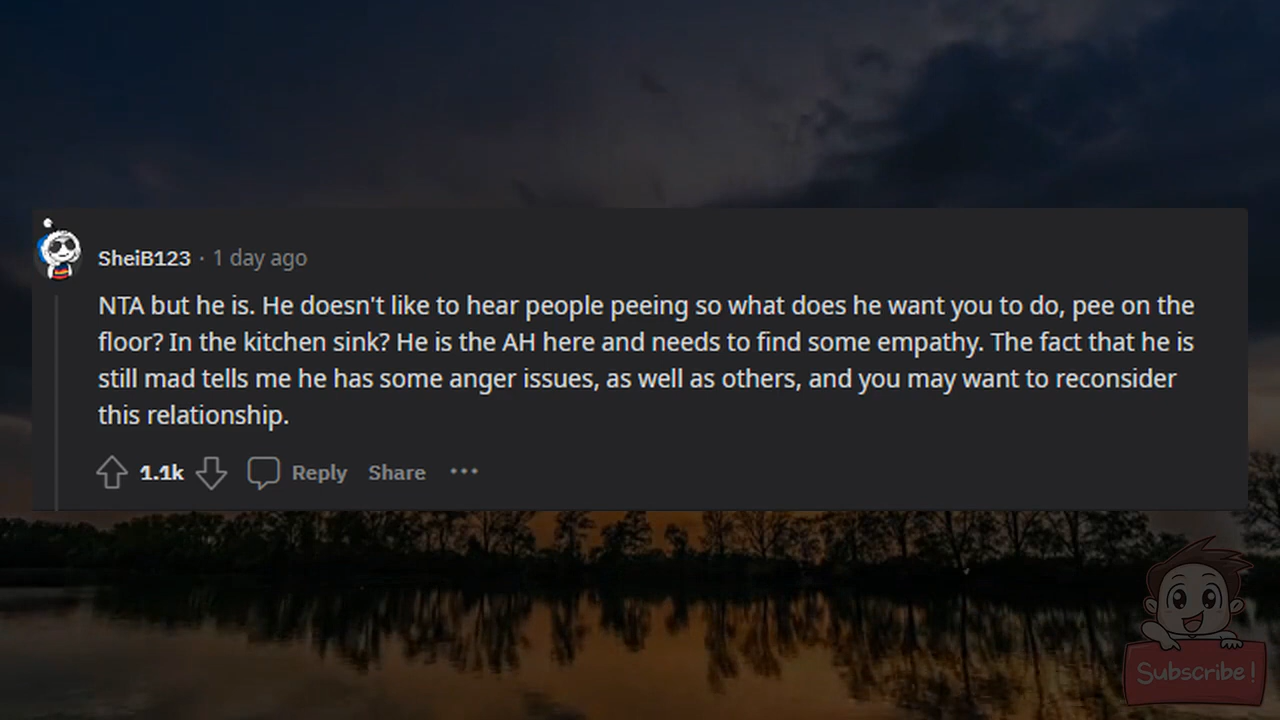 SheiB123 · 1 day ago
NTA but he is. He doesn't like to hear people peeing so what does he want you to do, pee on the
floor? In the kitchen sink? He is the AH here and needs to find some empathy. The fact that he is
still mad tells me he has some anger issues, as well as others, and you may want to reconsider
this relationship.
1.1k Reply Share ···
Subscribe!